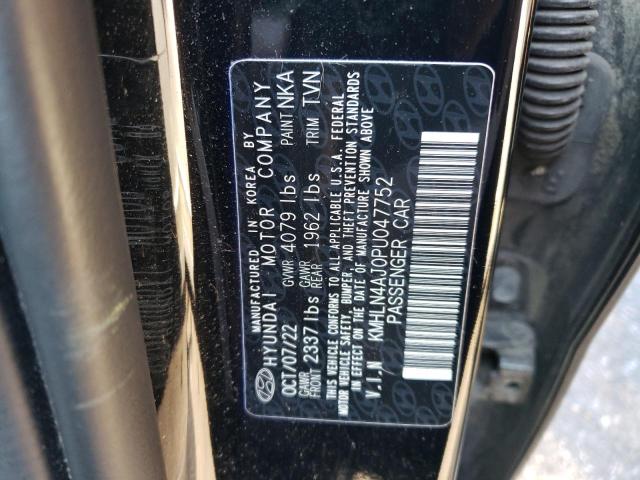 MANUFACTURED IN KOREA BY
HYUNDAI MOTOR COMPANY
OCT/07/22 GVWR 4079 lbs PAINT NKA
GAWR FRONT 2337 lbs GAWR REAR 1962 lbs TRIM TVN
THIS VEHICLE CONFORMS TO ALL APPLICABLE U.S.A. FEDERAL
MOTOR VEHICLE SAFETY, BUMPER, AND THEFT PREVENTION STANDARDS
IN EFFECT ON THE DATE OF MANUFACTURE SHOWN ABOVE
V.I.N KMHLN4AJ0PU047752
PASSENGER CAR